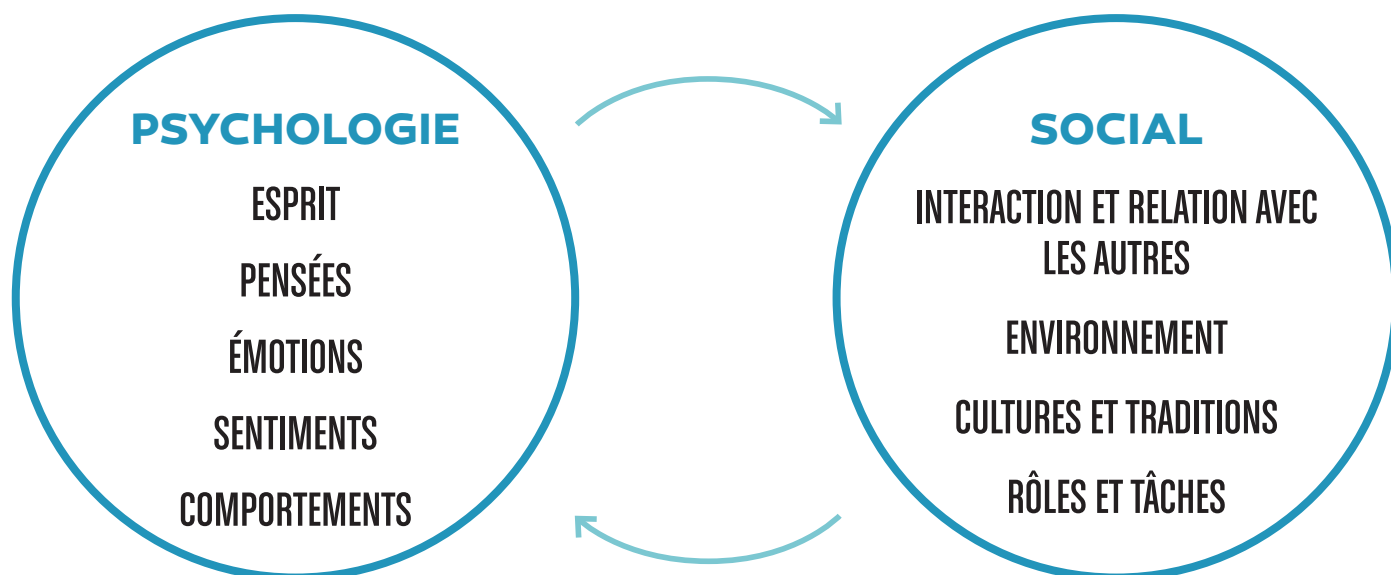 PSYCHOLOGIE
ESPRIT
PENSÉES
ÉMOTIONS
SENTIMENTS
COMPORTEMENTS
SOCIAL
INTERACTION ET RELATION AVEC
LES AUTRES
ENVIRONNEMENT
CULTURES ET TRADITIONS
RÔLES ET TÂCHES